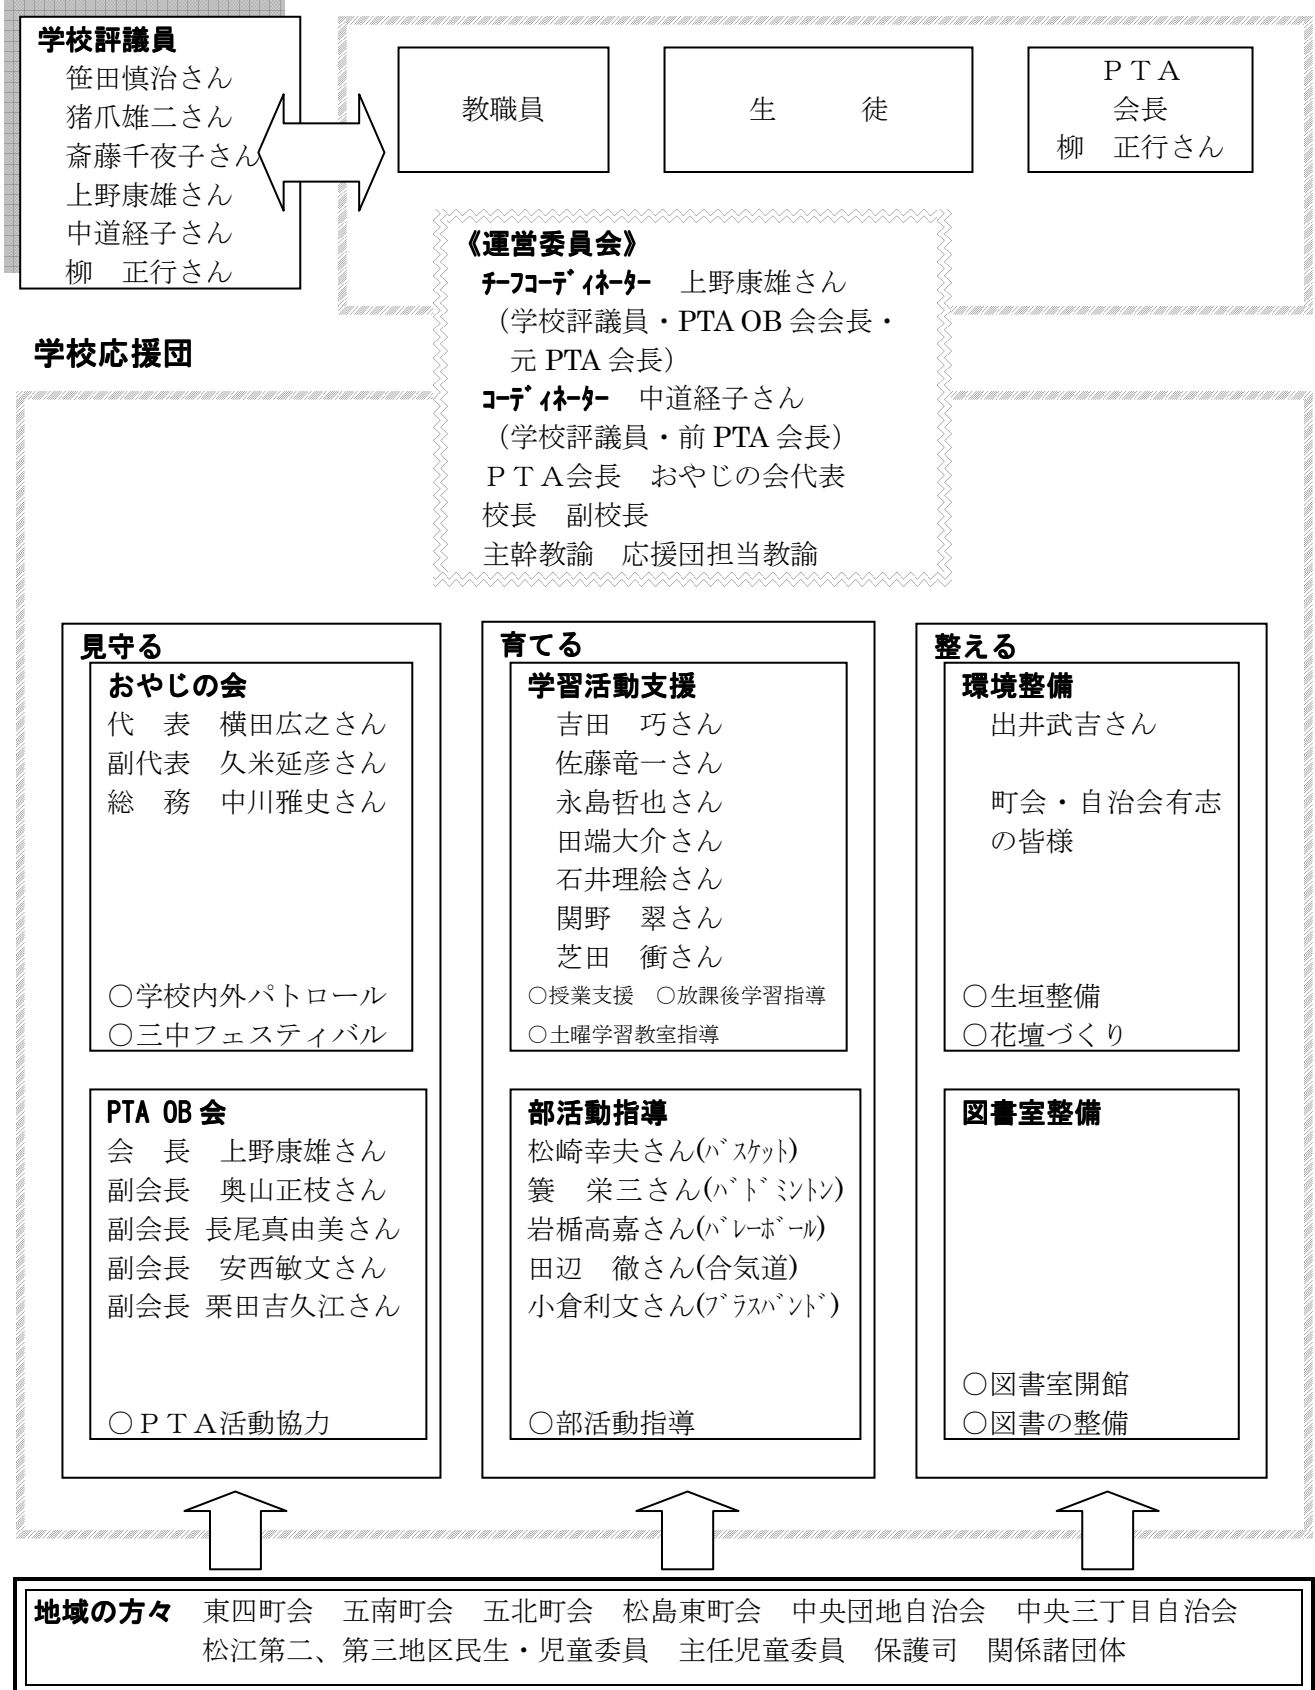 学校評議員
笹田慎治さん
猪爪雄二さん
斎藤千夜子さん
上野康雄さん
中道経子さん
柳　正行さん
教職員
生　　徒
ＰＴＡ
会長
柳　正行さん
《運営委員会》
ﾁｰﾌｺｰﾃﾞｨﾈｰﾀｰ　上野康雄さん
（学校評議員・PTA OB 会会長・
元 PTA 会長）
ｺｰﾃﾞｨﾈｰﾀｰ　中道経子さん
（学校評議員・前 PTA 会長）
ＰＴＡ会長　おやじの会代表
校長　副校長
主幹教諭　応援団担当教諭
学校応援団
見守る
おやじの会
代　表　横田広之さん
副代表　久米延彦さん
総　務　中川雅史さん
○学校内外パトロール
○三中フェスティバル
PTA OB 会
会　長　上野康雄さん
副会長　奥山正枝さん
副会長 長尾真由美さん
副会長　安西敏文さん
副会長 栗田吉久江さん
○ＰＴＡ活動協力
育てる
学習活動支援
吉田　巧さん
佐藤竜一さん
永島哲也さん
田端大介さん
石井理絵さん
関野　翠さん
芝田　衝さん
○授業支援　○放課後学習指導
○土曜学習教室指導
部活動指導
松崎幸夫さん(ﾊﾞｽｹｯﾄ)
簑　栄三さん(ﾊﾞﾄﾞﾐﾝﾄﾝ)
岩楯高嘉さん(ﾊﾞﾚｰﾎﾞｰﾙ)
田辺　徹さん(合気道)
小倉利文さん(ﾌﾞﾗｽﾊﾞﾝﾄﾞ)
○部活動指導
整える
環境整備
出井武吉さん
町会・自治会有志
の皆様
○生垣整備
○花壇づくり
図書室整備
○図書室開館
○図書の整備
地域の方々　東四町会　五南町会　五北町会　松島東町会　中央団地自治会　中央三丁目自治会
松江第二、第三地区民生・児童委員　主任児童委員　保護司　関係諸団体